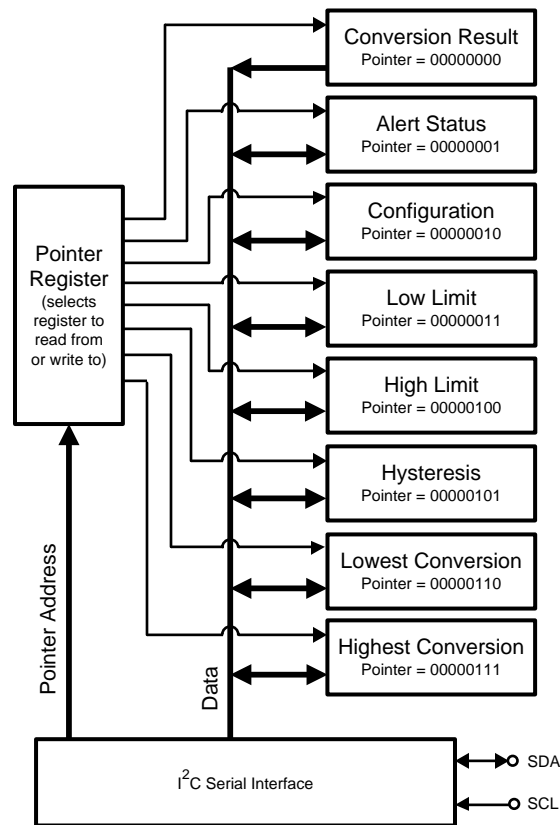 Conversion Result
Pointer = 00000000
Alert Status
Pointer = 00000001
Configuration
Pointer = 00000010
Low Limit
Pointer = 00000011
High Limit
Pointer = 00000100
Hysteresis
Pointer = 00000101
Lowest Conversion
Pointer = 00000110
Highest Conversion
Pointer = 00000111
Pointer
Register
(selects
register to
read from
or write to)
Pointer Address
Data
I²C Serial Interface
SDA
SCL